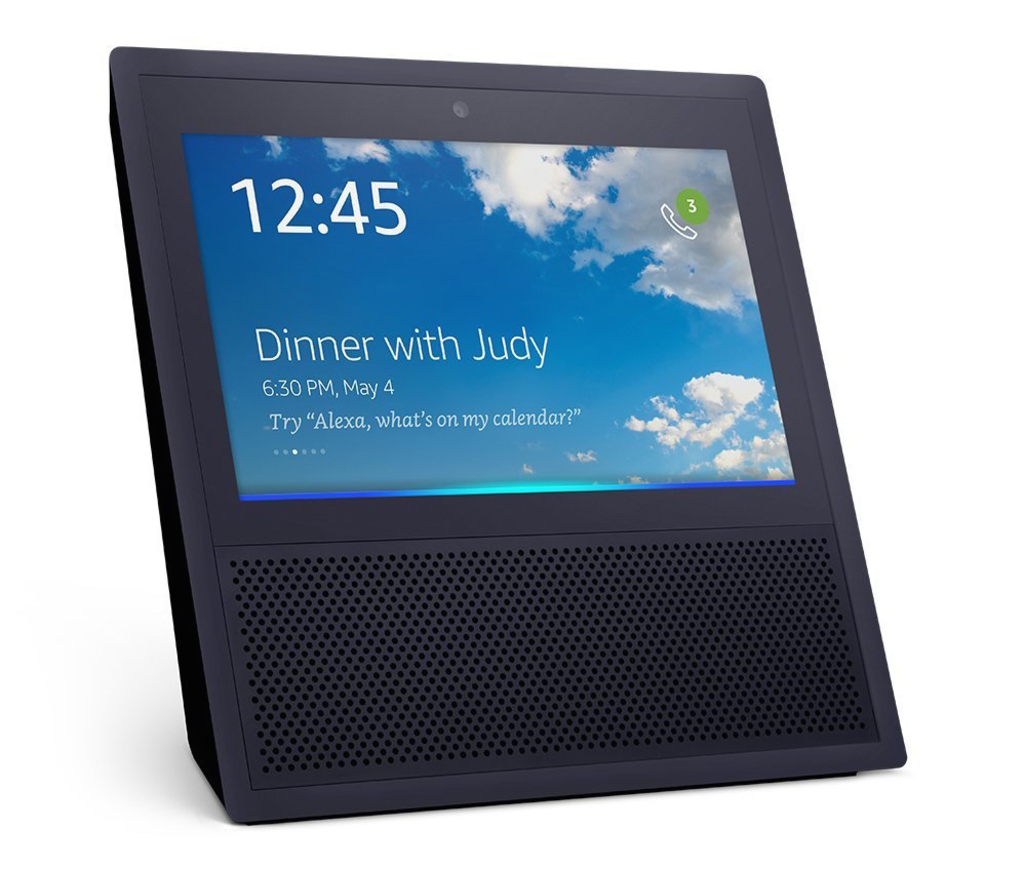 12:45
3
Dinner with Judy
6:30 PM, May 4
Try “Alexa, what’s on my calendar?”